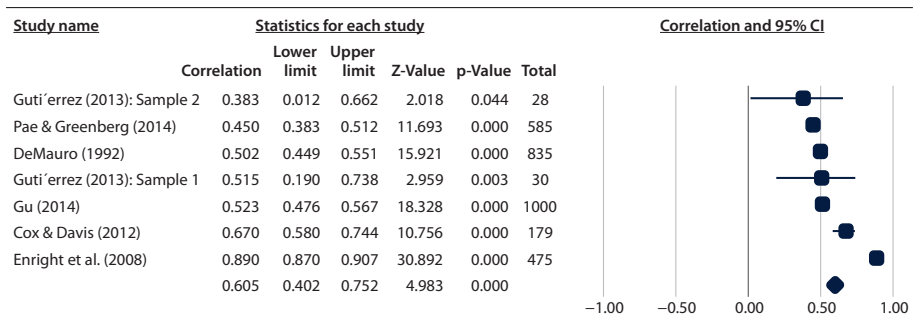 Study name Statistics for each study Correlation and 95% CI
Lower Upper
Correlation limit limit Z-Value p-Value Total
Guti´errez (2013): Sample 2 0.383 0.012 0.662 2.018 0.044 28
Pae & Greenberg (2014) 0.450 0.383 0.512 11.693 0.000 585
DeMauro (1992) 0.502 0.449 0.551 15.921 0.000 835
Guti´errez (2013): Sample 1 0.515 0.190 0.738 2.959 0.003 30
Gu (2014) 0.523 0.476 0.567 18.328 0.000 1000
Cox & Davis (2012) 0.670 0.580 0.744 10.756 0.000 179
Enright et al. (2008) 0.890 0.870 0.907 30.892 0.000 475
0.605 0.402 0.752 4.983 0.000
−1.00 −0.50 0.00 0.50 1.00